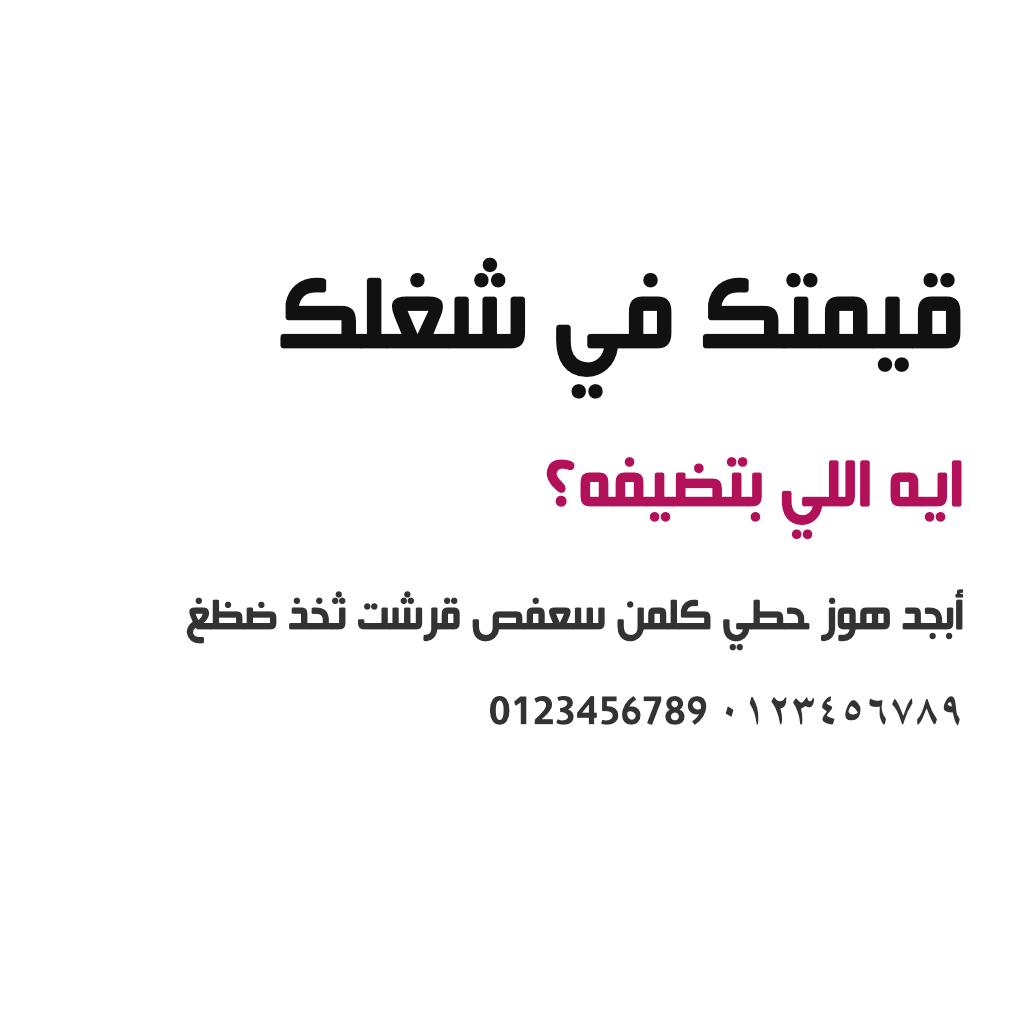 قيمتك في شغلك
ايه اللي بتضيفه؟
أبجد هوز حطي كلمن سعفص قرشت ثخذ ضظغ
0123456789 ٠١٢٣٤٥٦٧٨٩